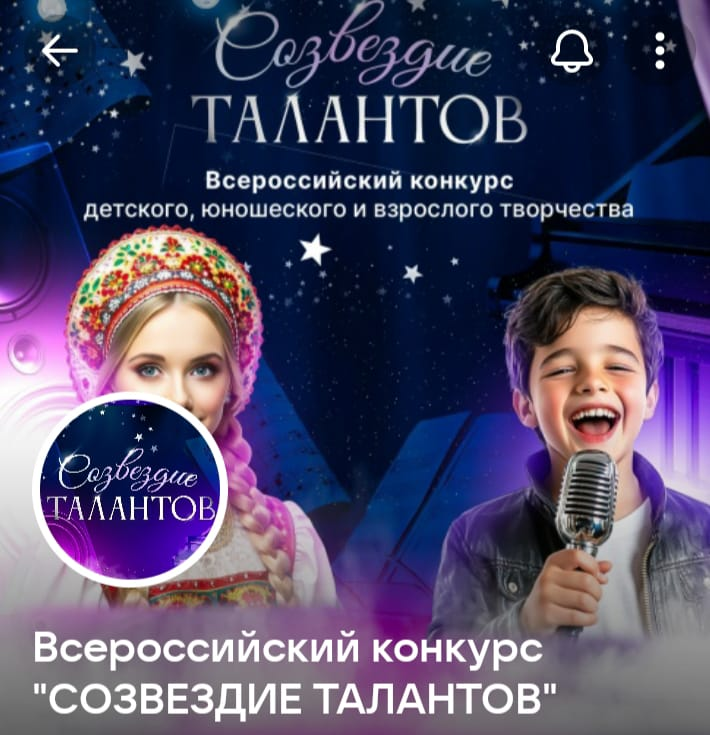 Созвездие
ТАЛАНТОВ
Всероссийский конкурс
детского, юношеского и взрослого творчества
Созвездие
ТАЛАНТОВ
Всероссийский конкурс
"СОЗВЕЗДИЕ ТАЛАНТОВ"